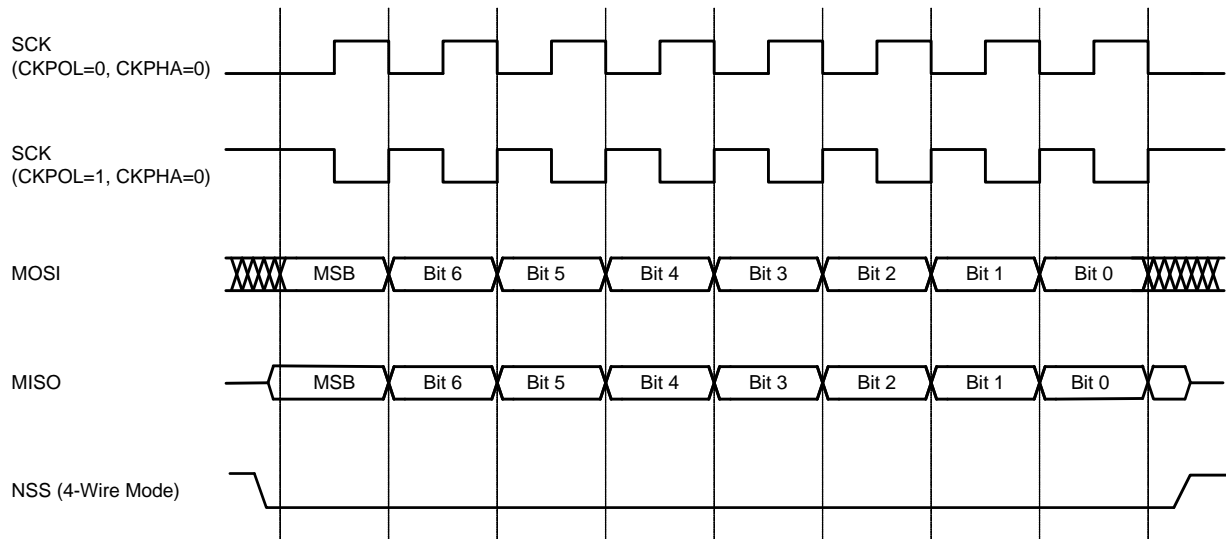 SCK
(CKPOL=0, CKPHA=0)
SCK
(CKPOL=1, CKPHA=0)
MOSI
MSB Bit 6 Bit 5 Bit 4 Bit 3 Bit 2 Bit 1 Bit 0
MISO
MSB Bit 6 Bit 5 Bit 4 Bit 3 Bit 2 Bit 1 Bit 0
NSS (4-Wire Mode)